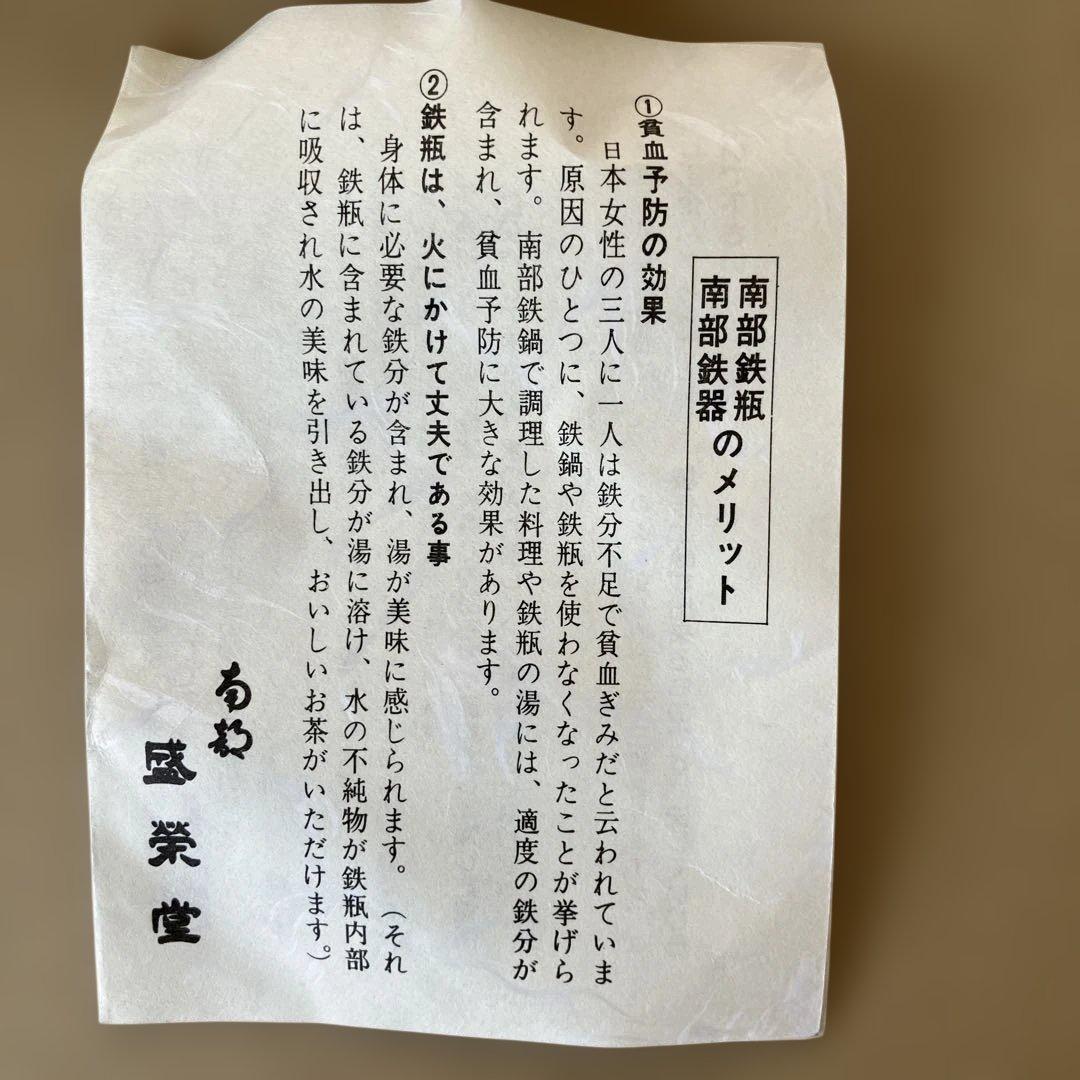 南部鉄瓶
南部鉄器
のメリット
①貧血予防の効果
日本女性の三人に一人は鉄分不足で貧血ぎみだと云われていま
す。原因のひとつに、鉄鍋や鉄瓶を使わなくなったことが挙げら
れます。南部鉄鍋で調理した料理や鉄瓶の湯には、適度の鉄分が
含まれ、貧血予防に大きな効果があります。
②鉄瓶は、火にかけて丈夫である事
身体に必要な鉄分が含まれ、湯が美味に感じられます。（それ
は、鉄瓶に含まれている鉄分が湯に溶け、水の不純物が鉄瓶内部
に吸収され水の美味を引き出し、おいしいお茶がいただけます。）
南部
盛榮堂